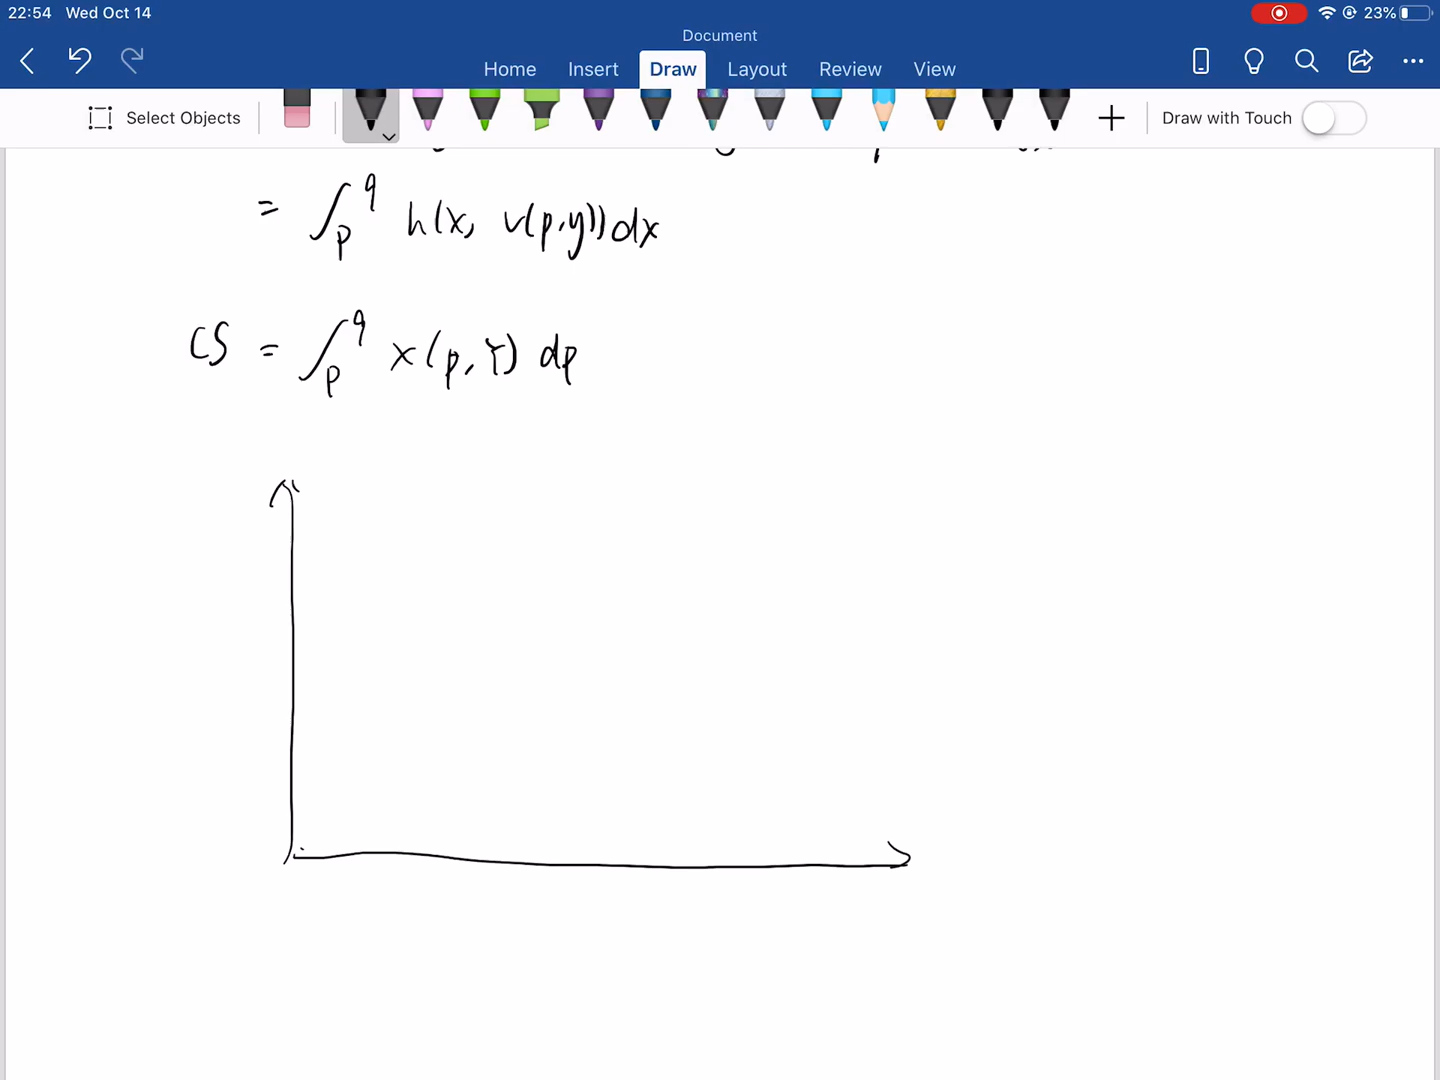 22:54 Wed Oct 14 23%
Document
Home Insert Draw Layout Review View
Select Objects Draw with Touch
= ∫_p^q h(x, v(p,y)) dx
CS = ∫_p^q x(p, Y) dp